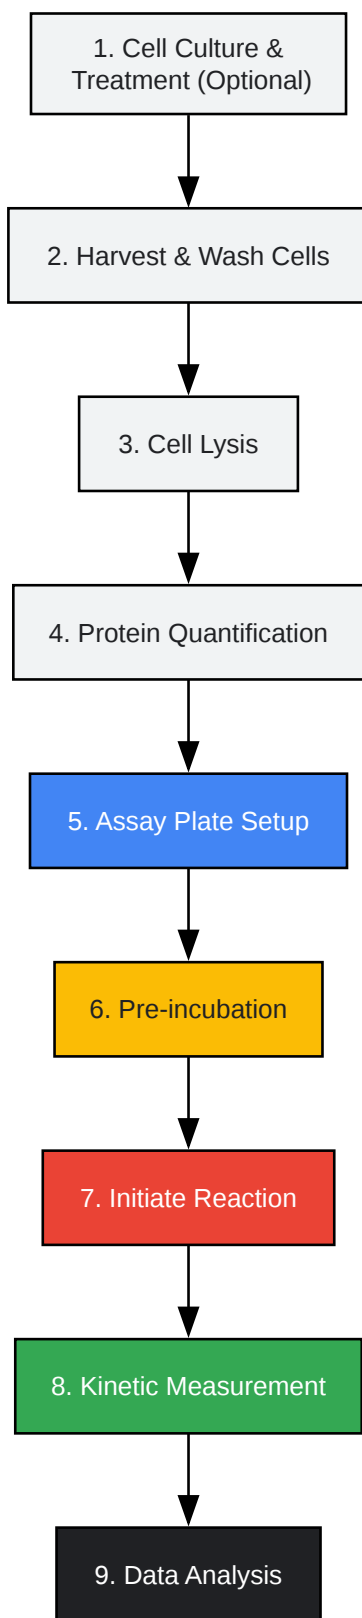 1. Cell Culture &
Treatment (Optional)
2. Harvest & Wash Cells
3. Cell Lysis
4. Protein Quantification
5. Assay Plate Setup
6. Pre-incubation
7. Initiate Reaction
8. Kinetic Measurement
9. Data Analysis